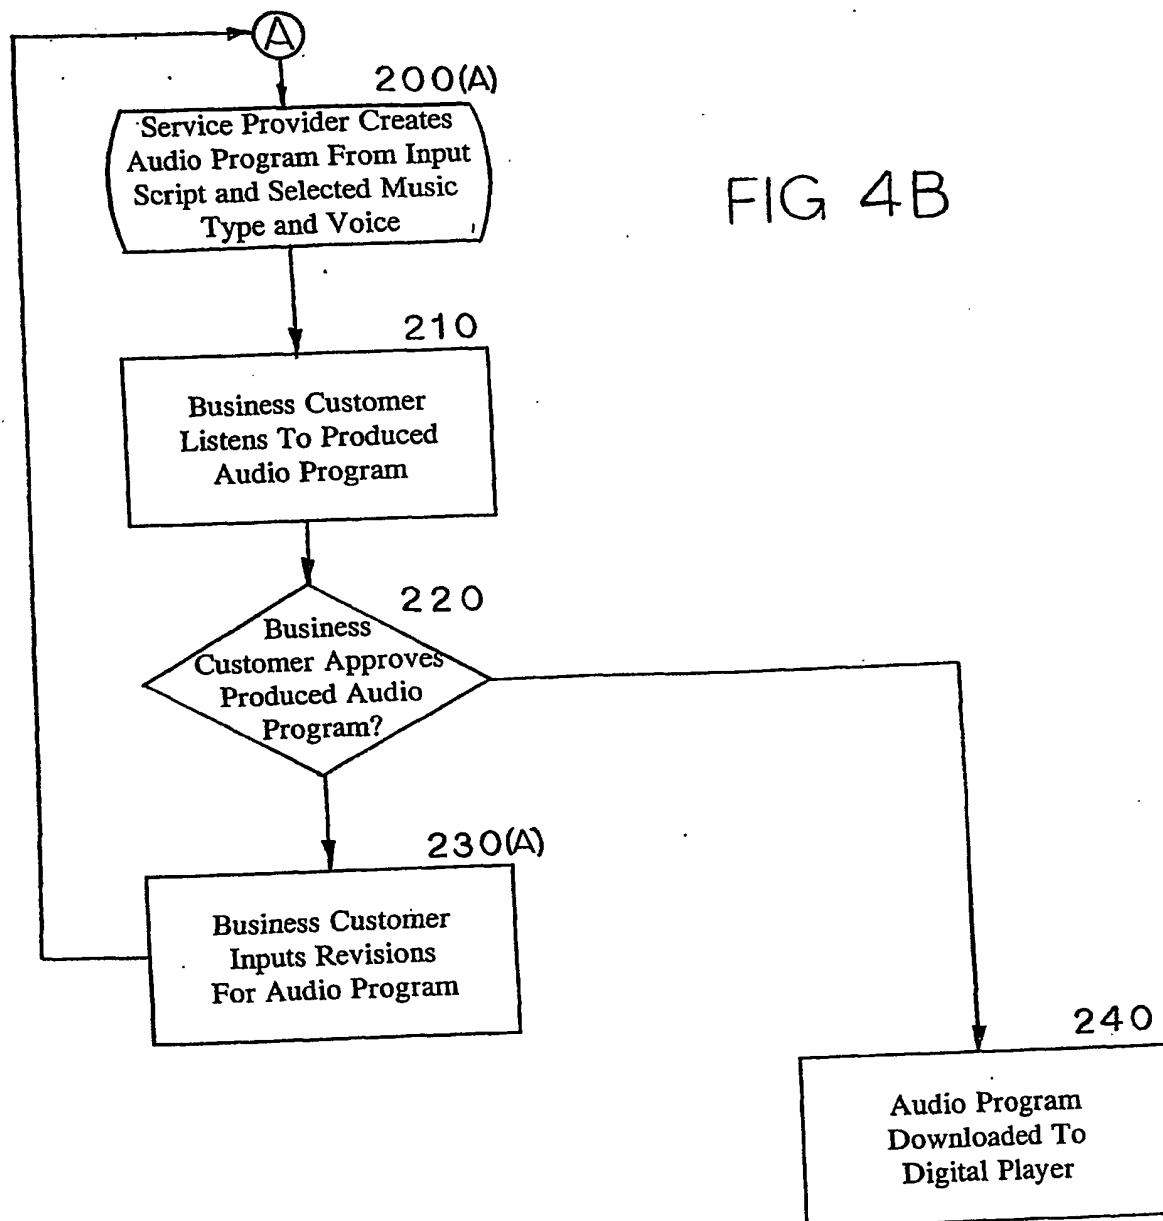 A
200(A)
Service Provider Creates
Audio Program From Input
Script and Selected Music
Type and Voice
FIG 4B
210
Business Customer
Listens To Produced
Audio Program
220
Business
Customer Approves
Produced Audio
Program?
230(A)
Business Customer
Inputs Revisions
For Audio Program
240
Audio Program
Downloaded To
Digital Player